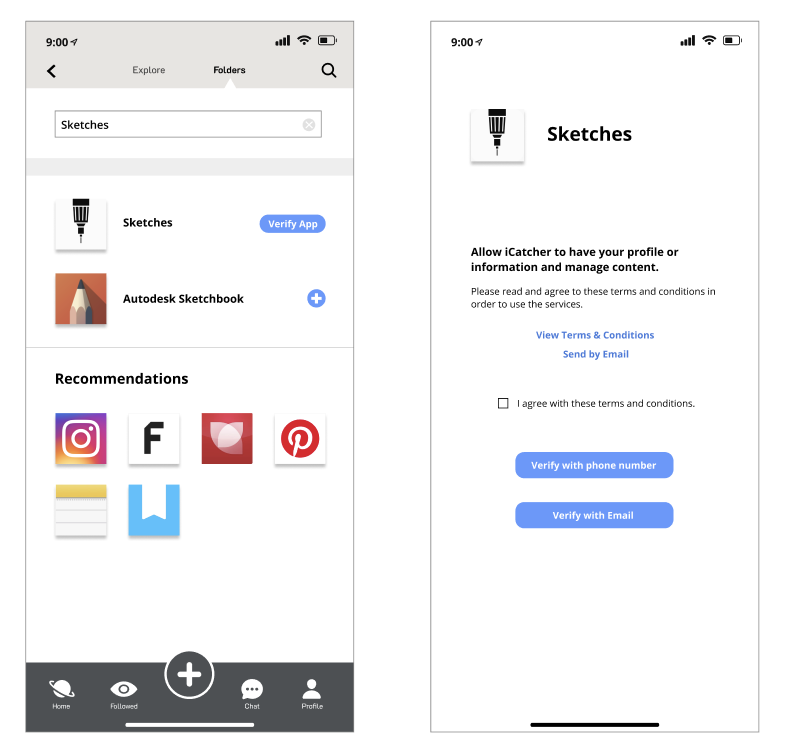 9:00
Explore
Folders
Sketches
Sketches
Verify App
Autodesk Sketchbook
Recommendations
F
Home
Followed
Chat
Profile
9:00
Sketches
Allow iCatcher to have your profile or
information and manage content.
Please read and agree to these terms and conditions in
order to use the services.
View Terms & Conditions
Send by Email
I agree with these terms and conditions.
Verify with phone number
Verify with Email